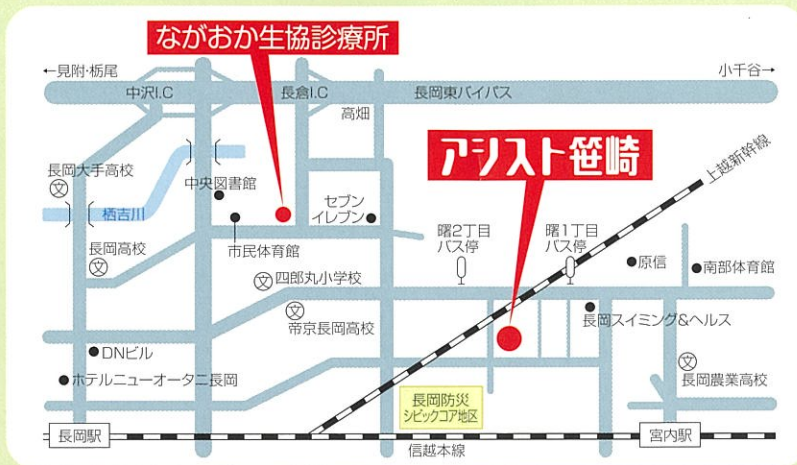 ながおか生協診療所
←見附・栃尾
小千谷→
中沢I.C
長倉I.C
長岡東バイパス
高畑
アシスト笹崎
上越新幹線
長岡大手高校
文
中央図書館
セブン
イレブン
栖吉川
市民体育館
曙2丁目
バス停
曙1丁目
バス停
長岡高校
文
原信
南部体育館
文
四郎丸小学校
文
帝京長岡高校
長岡スイミング&ヘルス
DNビル
ホテルニューオータニ長岡
文
長岡農業高校
長岡防災
シビックコア地区
長岡駅
信越本線
宮内駅